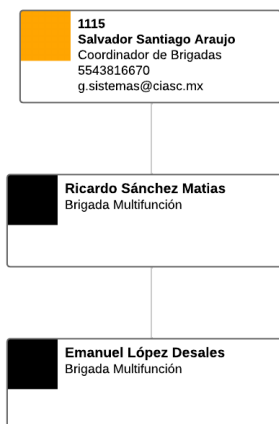 1115
Salvador Santiago Araujo
Coordinador de Brigadas
5543816670
g.sistemas@ciasc.mx
Ricardo Sánchez Matias
Brigada Multifunción
Emanuel López Desales
Brigada Multifunción